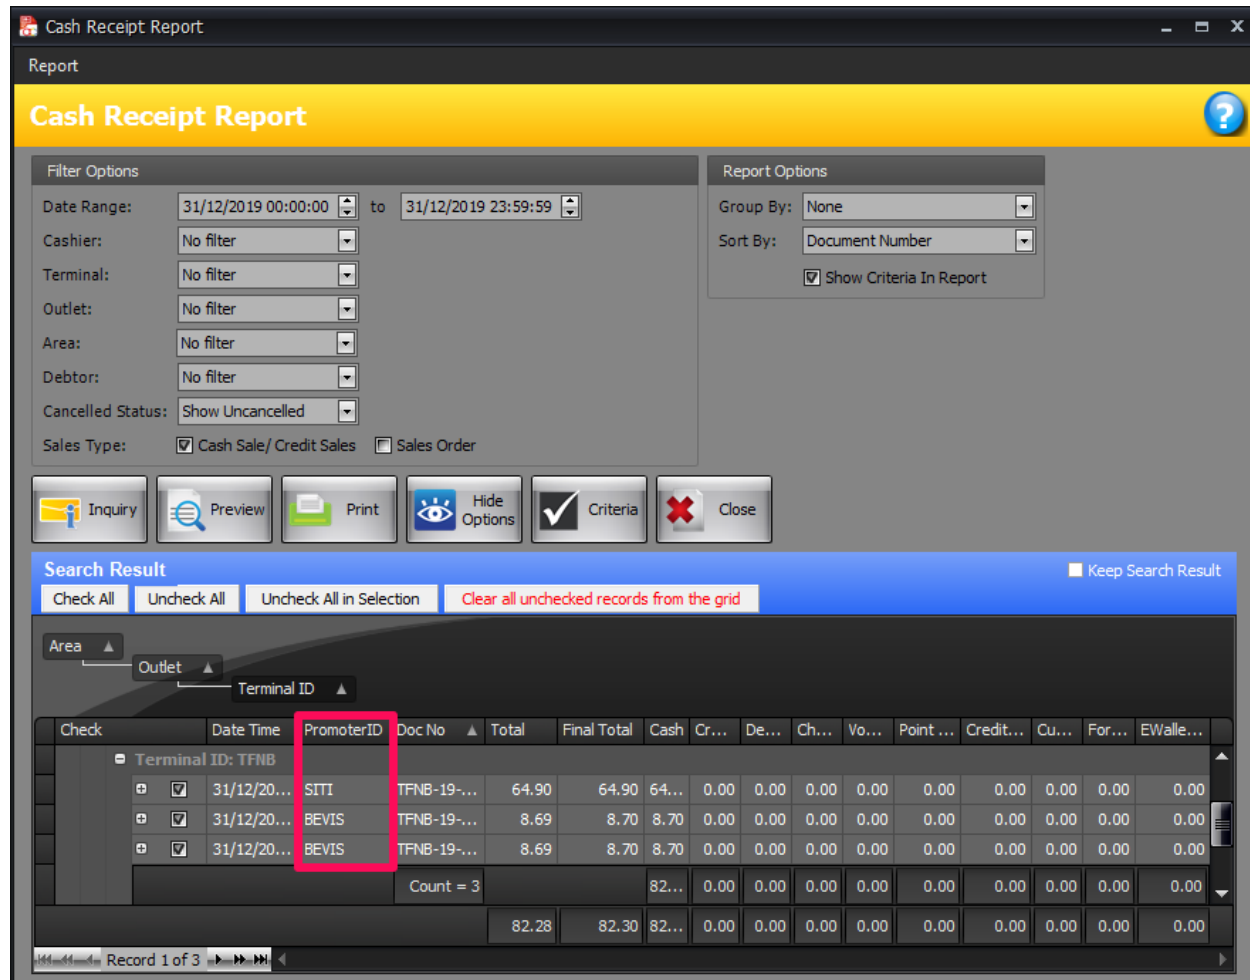 Cash Receipt Report
Report
Cash Receipt Report
Filter Options
Date Range: 31/12/2019 00:00:00 to 31/12/2019 23:59:59
Cashier: No filter
Terminal: No filter
Outlet: No filter
Area: No filter
Debtor: No filter
Cancelled Status: Show Uncancelled
Sales Type: Cash Sale/ Credit Sales Sales Order
Report Options
Group By: None
Sort By: Document Number
Show Criteria In Report
Inquiry Preview Print Hide Options Criteria Close
Search Result Keep Search Result
Check All Uncheck All Uncheck All in Selection Clear all unchecked records from the grid
Area
Outlet
Terminal ID
Check Date Time PromoterID Doc No Total Final Total Cash Cr... De... Ch... Vo... Point ... Credit... Cu... For... EWalle...
Terminal ID: TFNB
31/12/20... SITI TFNB-19-... 64.90 64.90 64... 0.00 0.00 0.00 0.00 0.00 0.00 0.00 0.00 0.00
31/12/20... BEVIS TFNB-19-... 8.69 8.70 8.70 0.00 0.00 0.00 0.00 0.00 0.00 0.00 0.00 0.00
31/12/20... BEVIS TFNB-19-... 8.69 8.70 8.70 0.00 0.00 0.00 0.00 0.00 0.00 0.00 0.00 0.00
Count = 3 82... 0.00 0.00 0.00 0.00 0.00 0.00 0.00 0.00 0.00
82.28 82.30 82... 0.00 0.00 0.00 0.00 0.00 0.00 0.00 0.00 0.00
Record 1 of 3